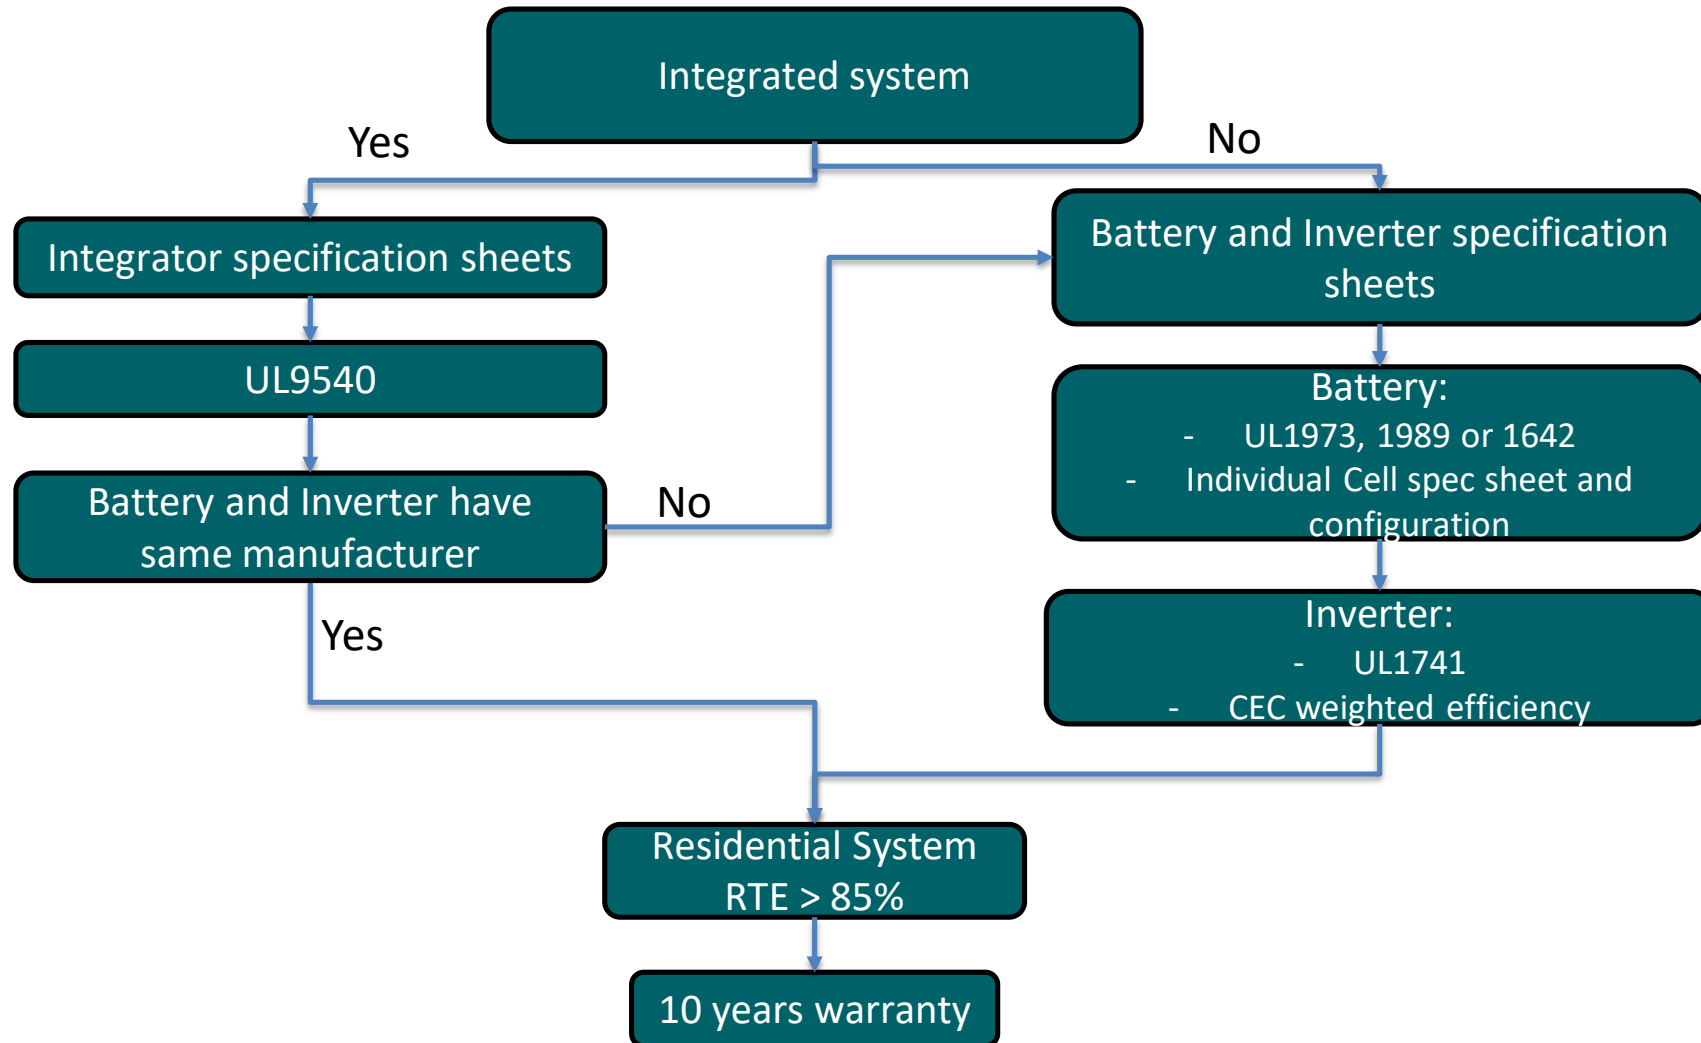 Integrated system
Yes
No
Integrator specification sheets
Battery and Inverter specification
sheets
UL9540
Battery:
- UL1973, 1989 or 1642
- Individual Cell spec sheet and
configuration
Battery and Inverter have
same manufacturer
No
Inverter:
- UL1741
- CEC weighted efficiency
Yes
Residential System
RTE > 85%
10 years warranty